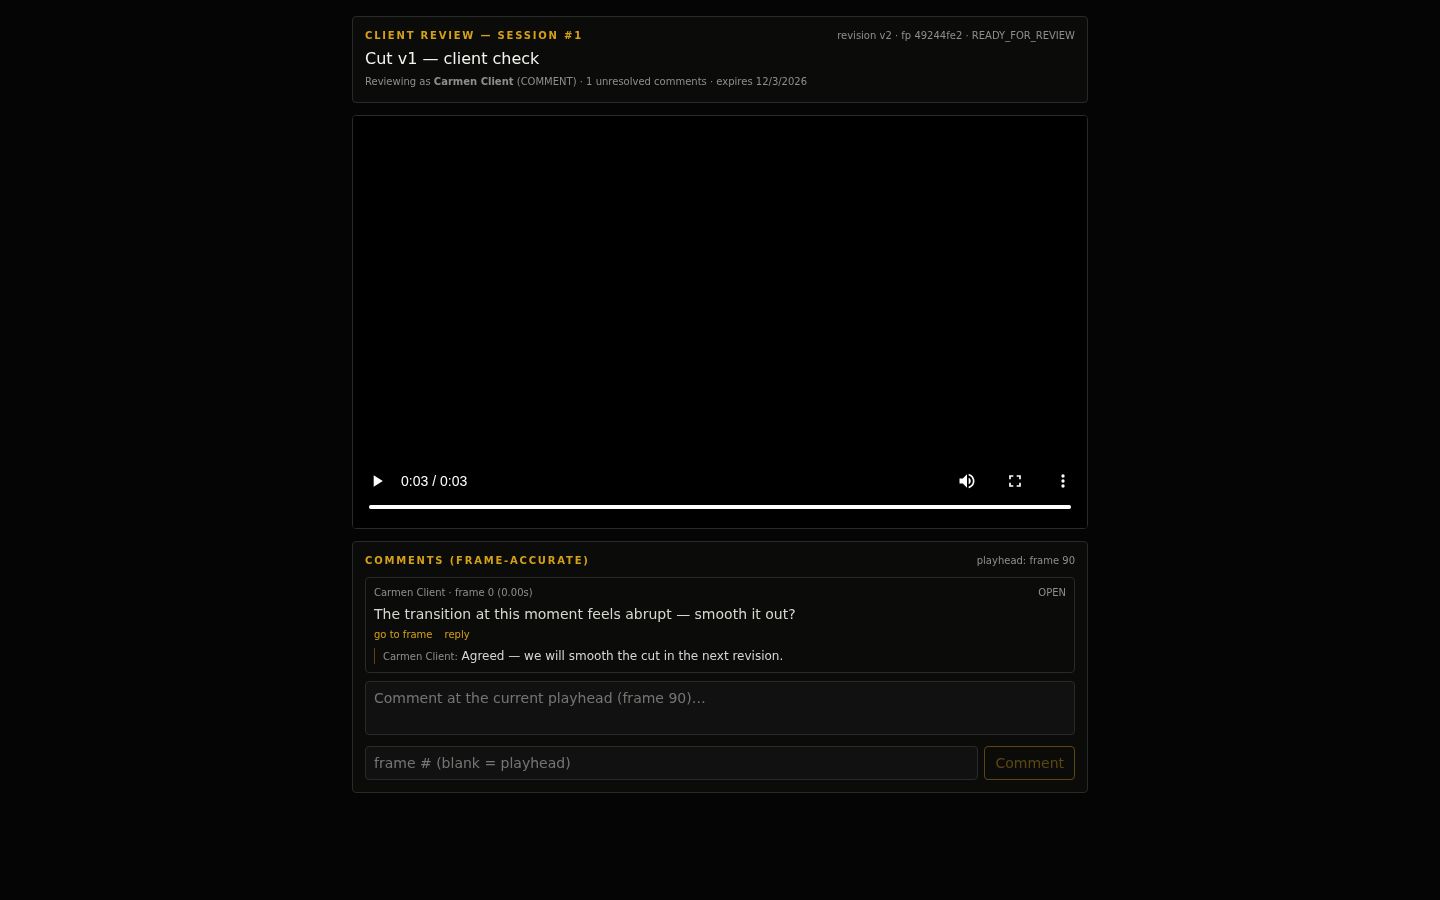 CLIENT REVIEW — SESSION #1
revision v2 · fp 49244fe2 · READY_FOR_REVIEW
Cut v1 — client check
Reviewing as Carmen Client (COMMENT) · 1 unresolved comments · expires 12/3/2026
0:03 / 0:03
COMMENTS (FRAME-ACCURATE)
playhead: frame 90
Carmen Client · frame 0 (0.00s)
OPEN
The transition at this moment feels abrupt — smooth it out?
go to frame reply
Carmen Client: Agreed — we will smooth the cut in the next revision.
Comment at the current playhead (frame 90)…
frame # (blank = playhead)
Comment